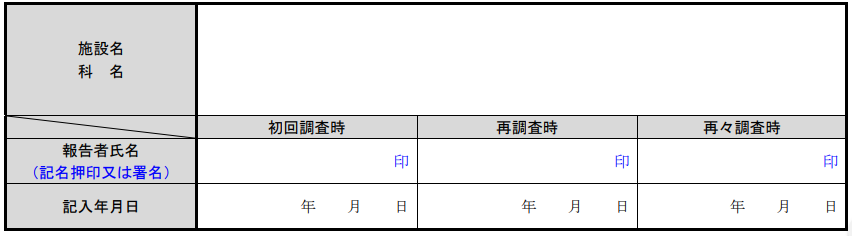 施設名
科　名
初回調査時　再調査時　再々調査時
報告者氏名
（記名押印又は署名）
印　印　印
記入年月日　年　月　日　年　月　日　年　月　日